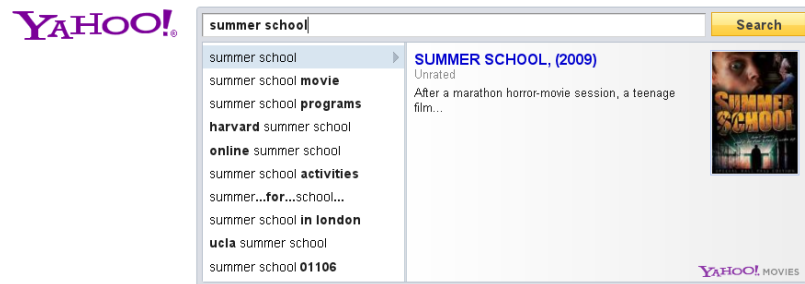 YAHOO!®
summer school
Search
summer school
summer school movie
summer school programs
harvard summer school
online summer school
summer school activities
summer...for...school...
summer school in london
ucla summer school
summer school 01106
SUMMER SCHOOL, (2009)
Unrated
After a marathon horror-movie session, a teenage
film...
SUMMER
SCHOOL
YAHOO! MOVIES